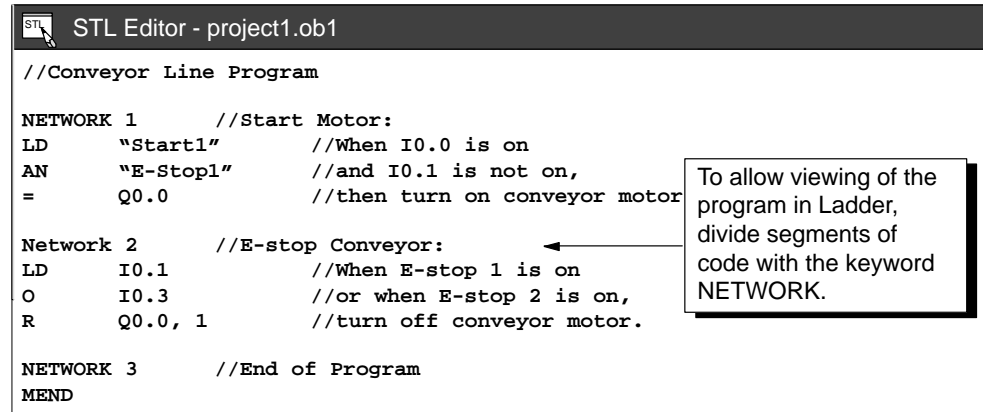 STL
STL Editor - project1.ob1
//Conveyor Line Program
NETWORK 1 //Start Motor:
LD “Start1” //When I0.0 is on
AN “E-Stop1” //and I0.1 is not on,
= Q0.0 //then turn on conveyor motor
Network 2 //E-stop Conveyor:
LD I0.1 //When E-stop 1 is on
O I0.3 //or when E-stop 2 is on,
R Q0.0, 1 //turn off conveyor motor.
NETWORK 3 //End of Program
MEND
To allow viewing of the
program in Ladder,
divide segments of
code with the keyword
NETWORK.